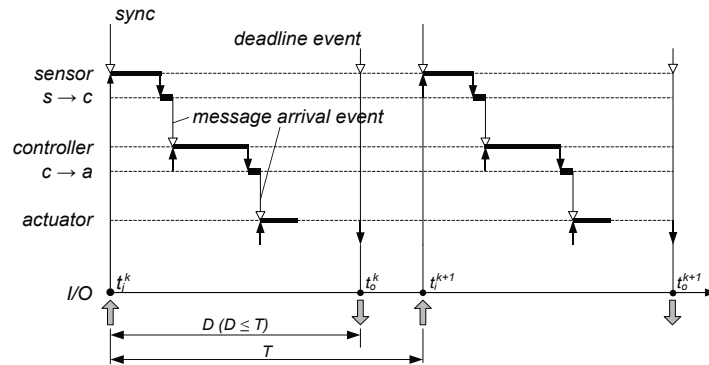 sync
deadline event
sensor
s → c
message arrival event
controller
c → a
actuator
I/O
t_i^k
t_o^k
t_i^{k+1}
t_o^{k+1}
D (D ≤ T)
T